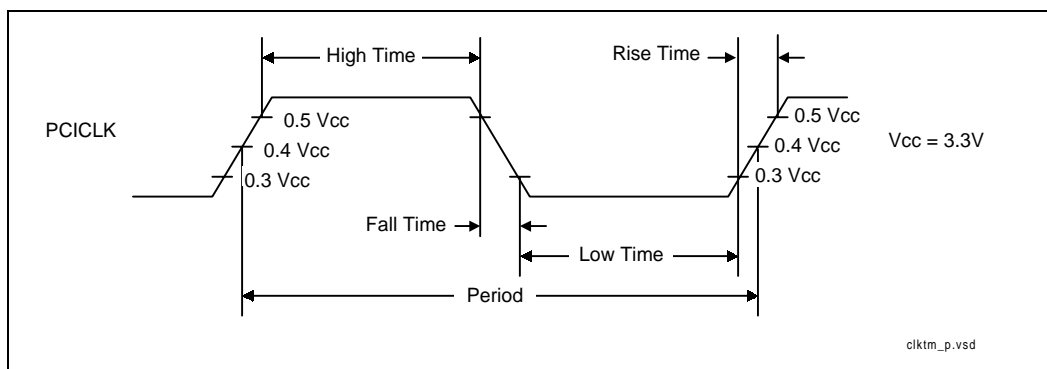 High Time
Rise Time
PCICLK
0.5 Vcc
0.4 Vcc
0.3 Vcc
0.5 Vcc
0.4 Vcc
0.3 Vcc
Vcc = 3.3V
Fall Time
Low Time
Period
clktm_p.vsd